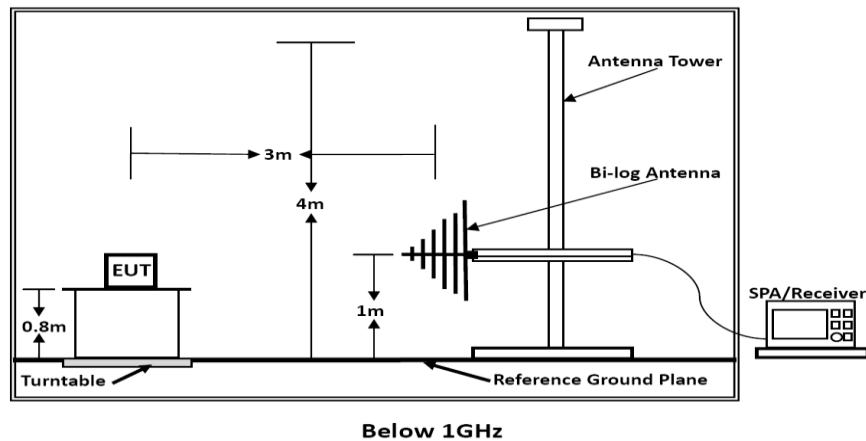 Antenna Tower
3m
Bi-log Antenna
4m
EUT
SPA/Receiver
0.8m
1m
Turntable
Reference Ground Plane
Below 1GHz